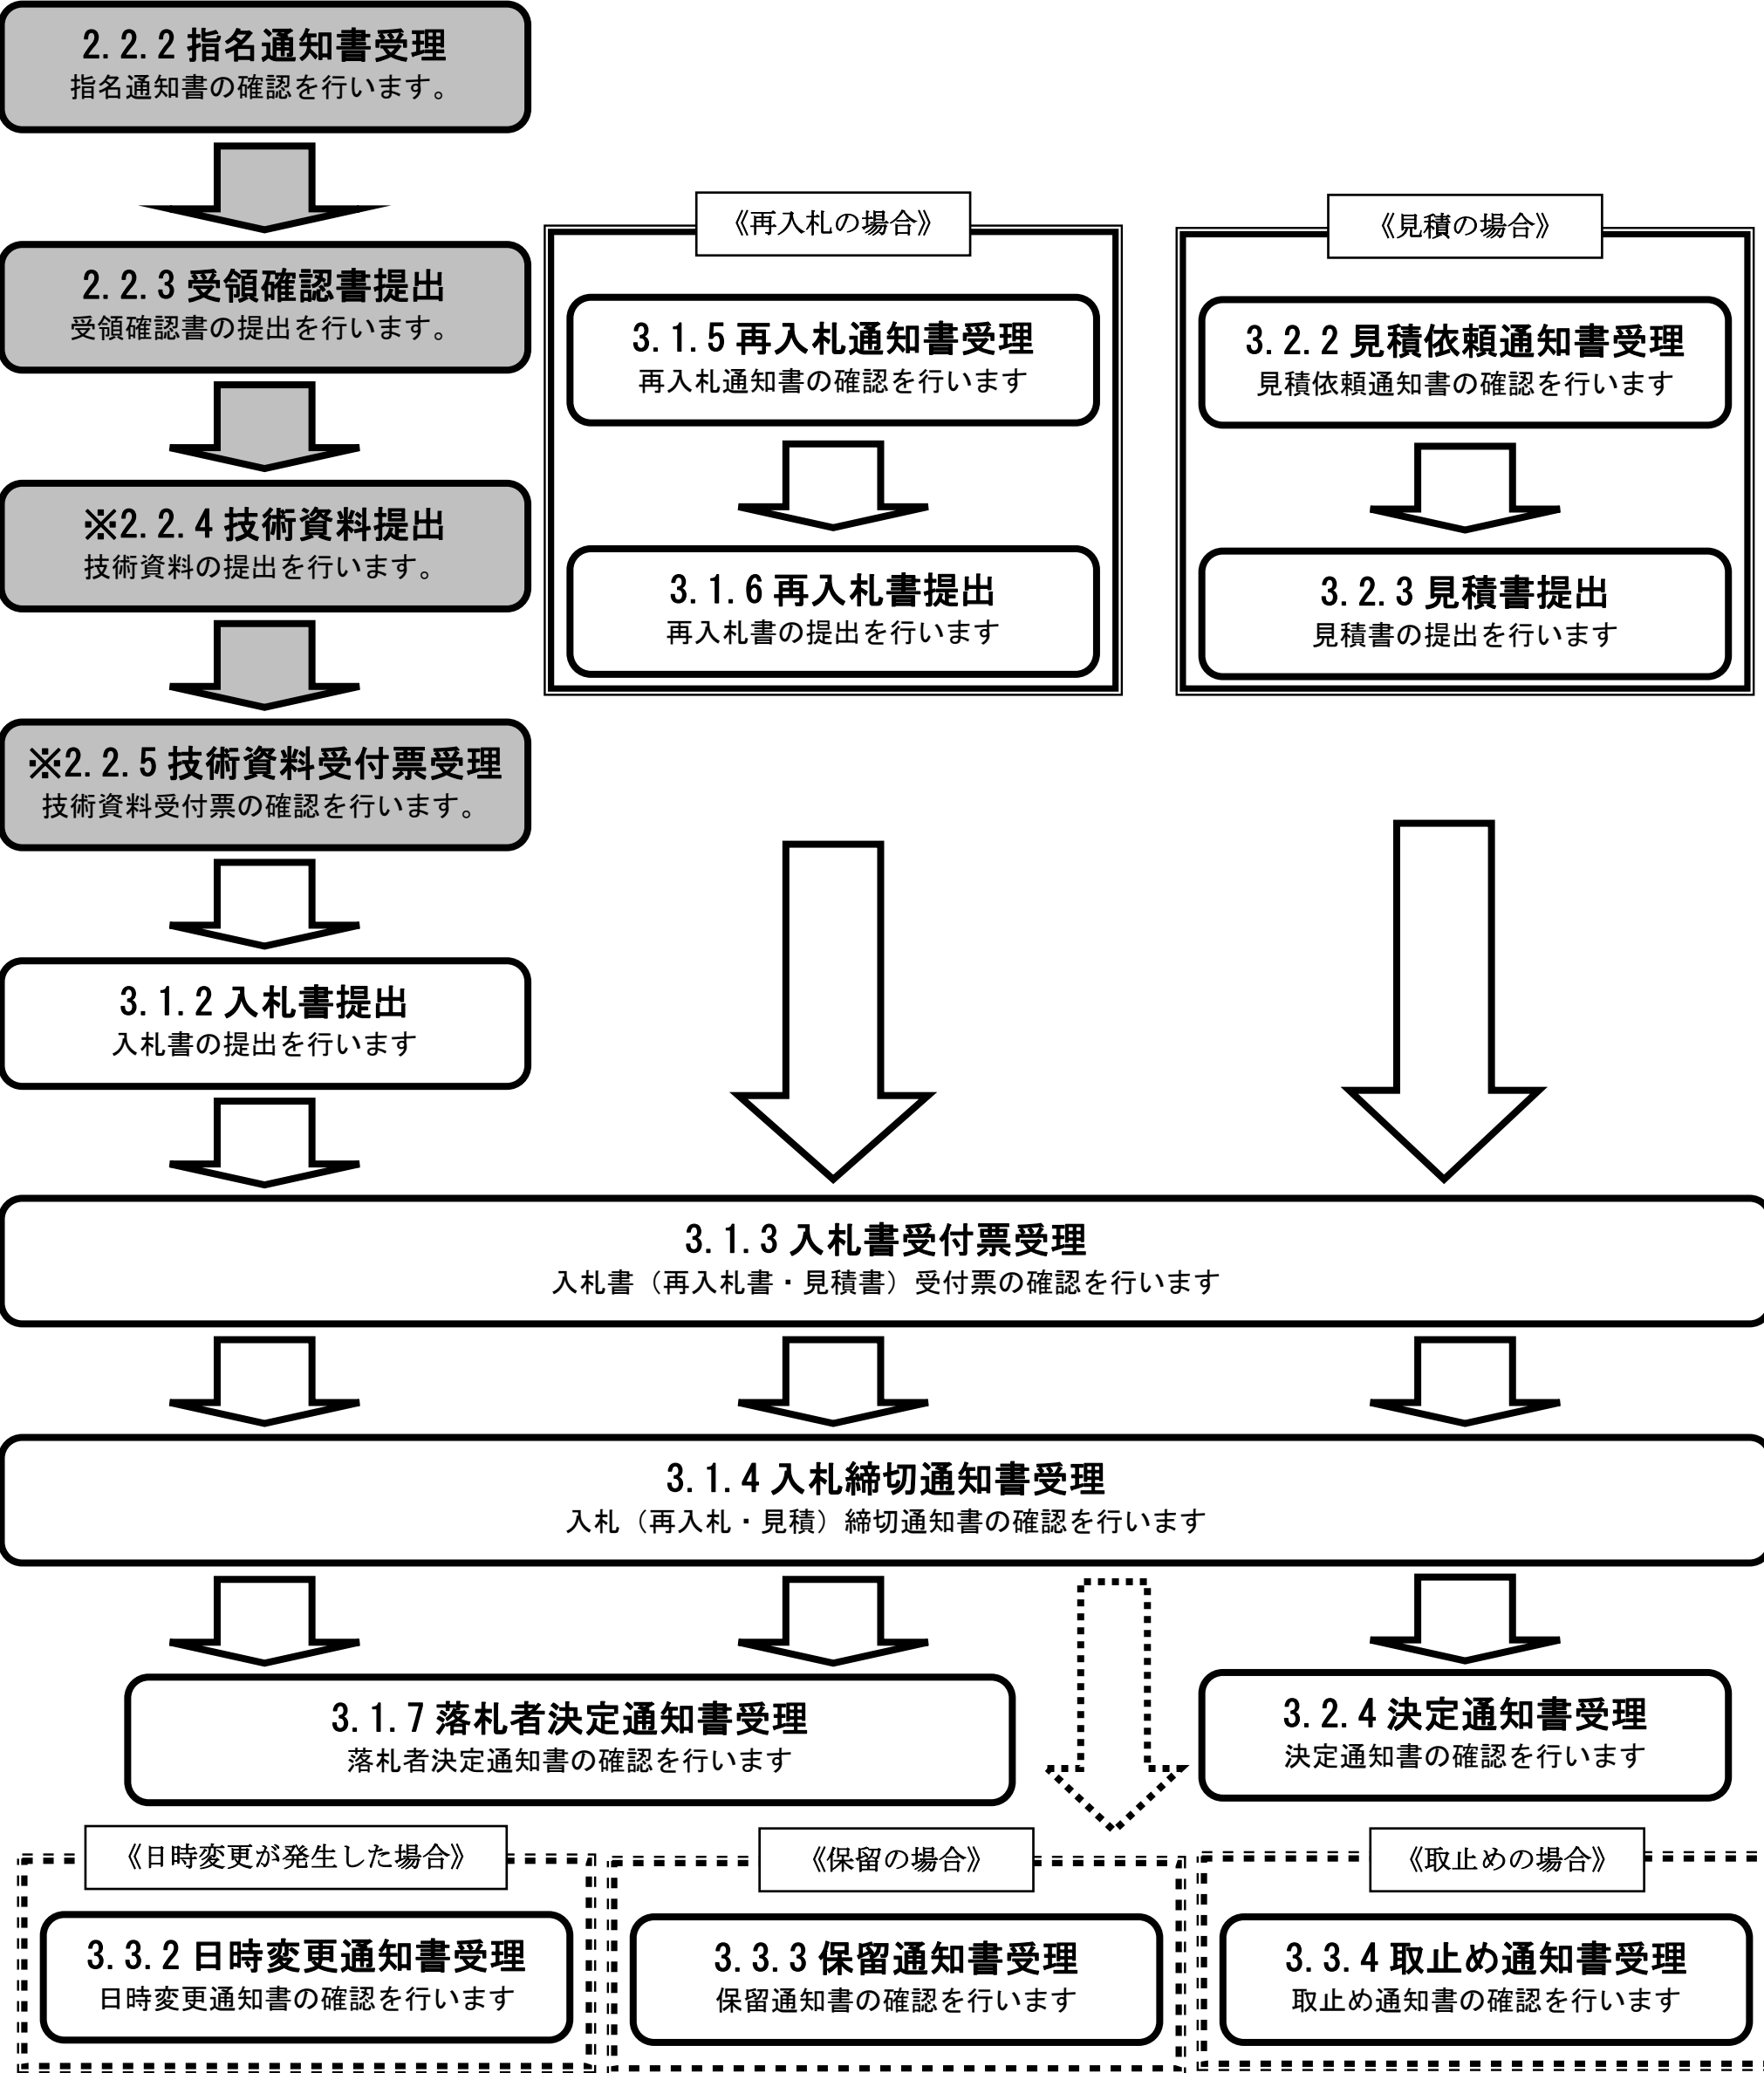 2.2.2 指名通知書受理
指名通知書の確認を行います。
2.2.3 受領確認書提出
受領確認書の提出を行います。
※2.2.4 技術資料提出
技術資料の提出を行います。
※2.2.5 技術資料受付票受理
技術資料受付票の確認を行います。
3.1.2 入札書提出
入札書の提出を行います
《再入札の場合》
3.1.5 再入札通知書受理
再入札通知書の確認を行います
3.1.6 再入札書提出
再入札書の提出を行います
《見積の場合》
3.2.2 見積依頼通知書受理
見積依頼通知書の確認を行います
3.2.3 見積書提出
見積書の提出を行います
3.1.3 入札書受付票受理
入札書（再入札書・見積書）受付票の確認を行います
3.1.4 入札締切通知書受理
入札（再入札・見積）締切通知書の確認を行います
3.1.7 落札者決定通知書受理
落札者決定通知書の確認を行います
3.2.4 決定通知書受理
決定通知書の確認を行います
《日時変更が発生した場合》
3.3.2 日時変更通知書受理
日時変更通知書の確認を行います
《保留の場合》
3.3.3 保留通知書受理
保留通知書の確認を行います
《取止めの場合》
3.3.4 取止め通知書受理
取止め通知書の確認を行います